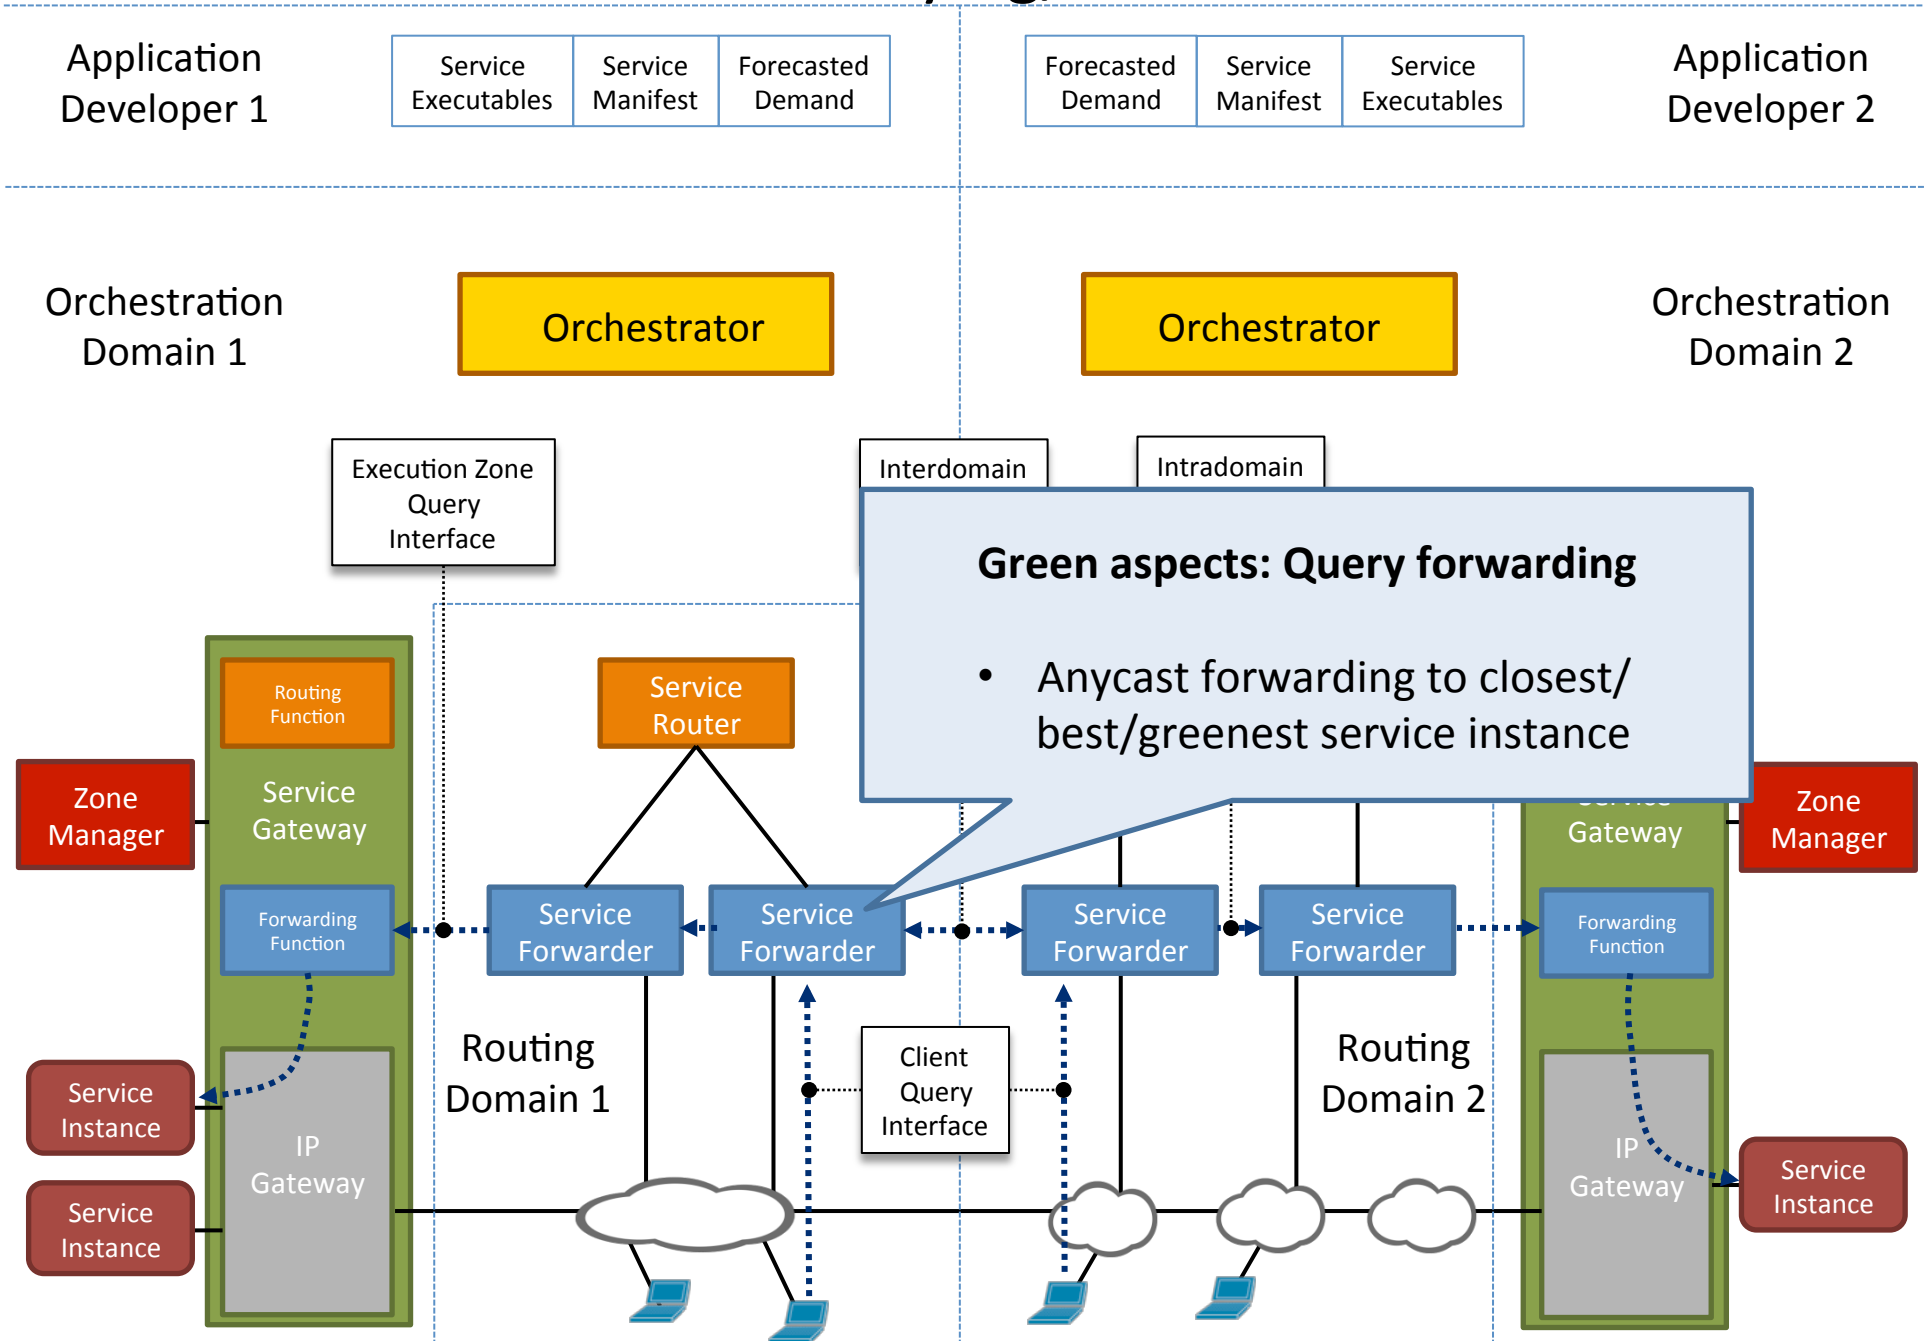 Application
Developer 1
Service
Executables
Service
Manifest
Forecasted
Demand
Forecasted
Demand
Service
Manifest
Service
Executables
Application
Developer 2
Orchestration
Domain 1
Orchestrator
Orchestrator
Orchestration
Domain 2
Execution Zone
Query
Interface
Interdomain
Intradomain
Green aspects: Query forwarding
• Anycast forwarding to closest/
best/greenest service instance
Routing
Function
Service
Router
Zone
Manager
Service
Gateway
Service
Gateway
Zone
Manager
Forwarding
Function
Service
Forwarder
Service
Forwarder
Service
Forwarder
Service
Forwarder
Forwarding
Function
Routing
Domain 1
Client
Query
Interface
Routing
Domain 2
Service
Instance
IP
Gateway
Service
Instance
IP
Gateway
Service
Instance